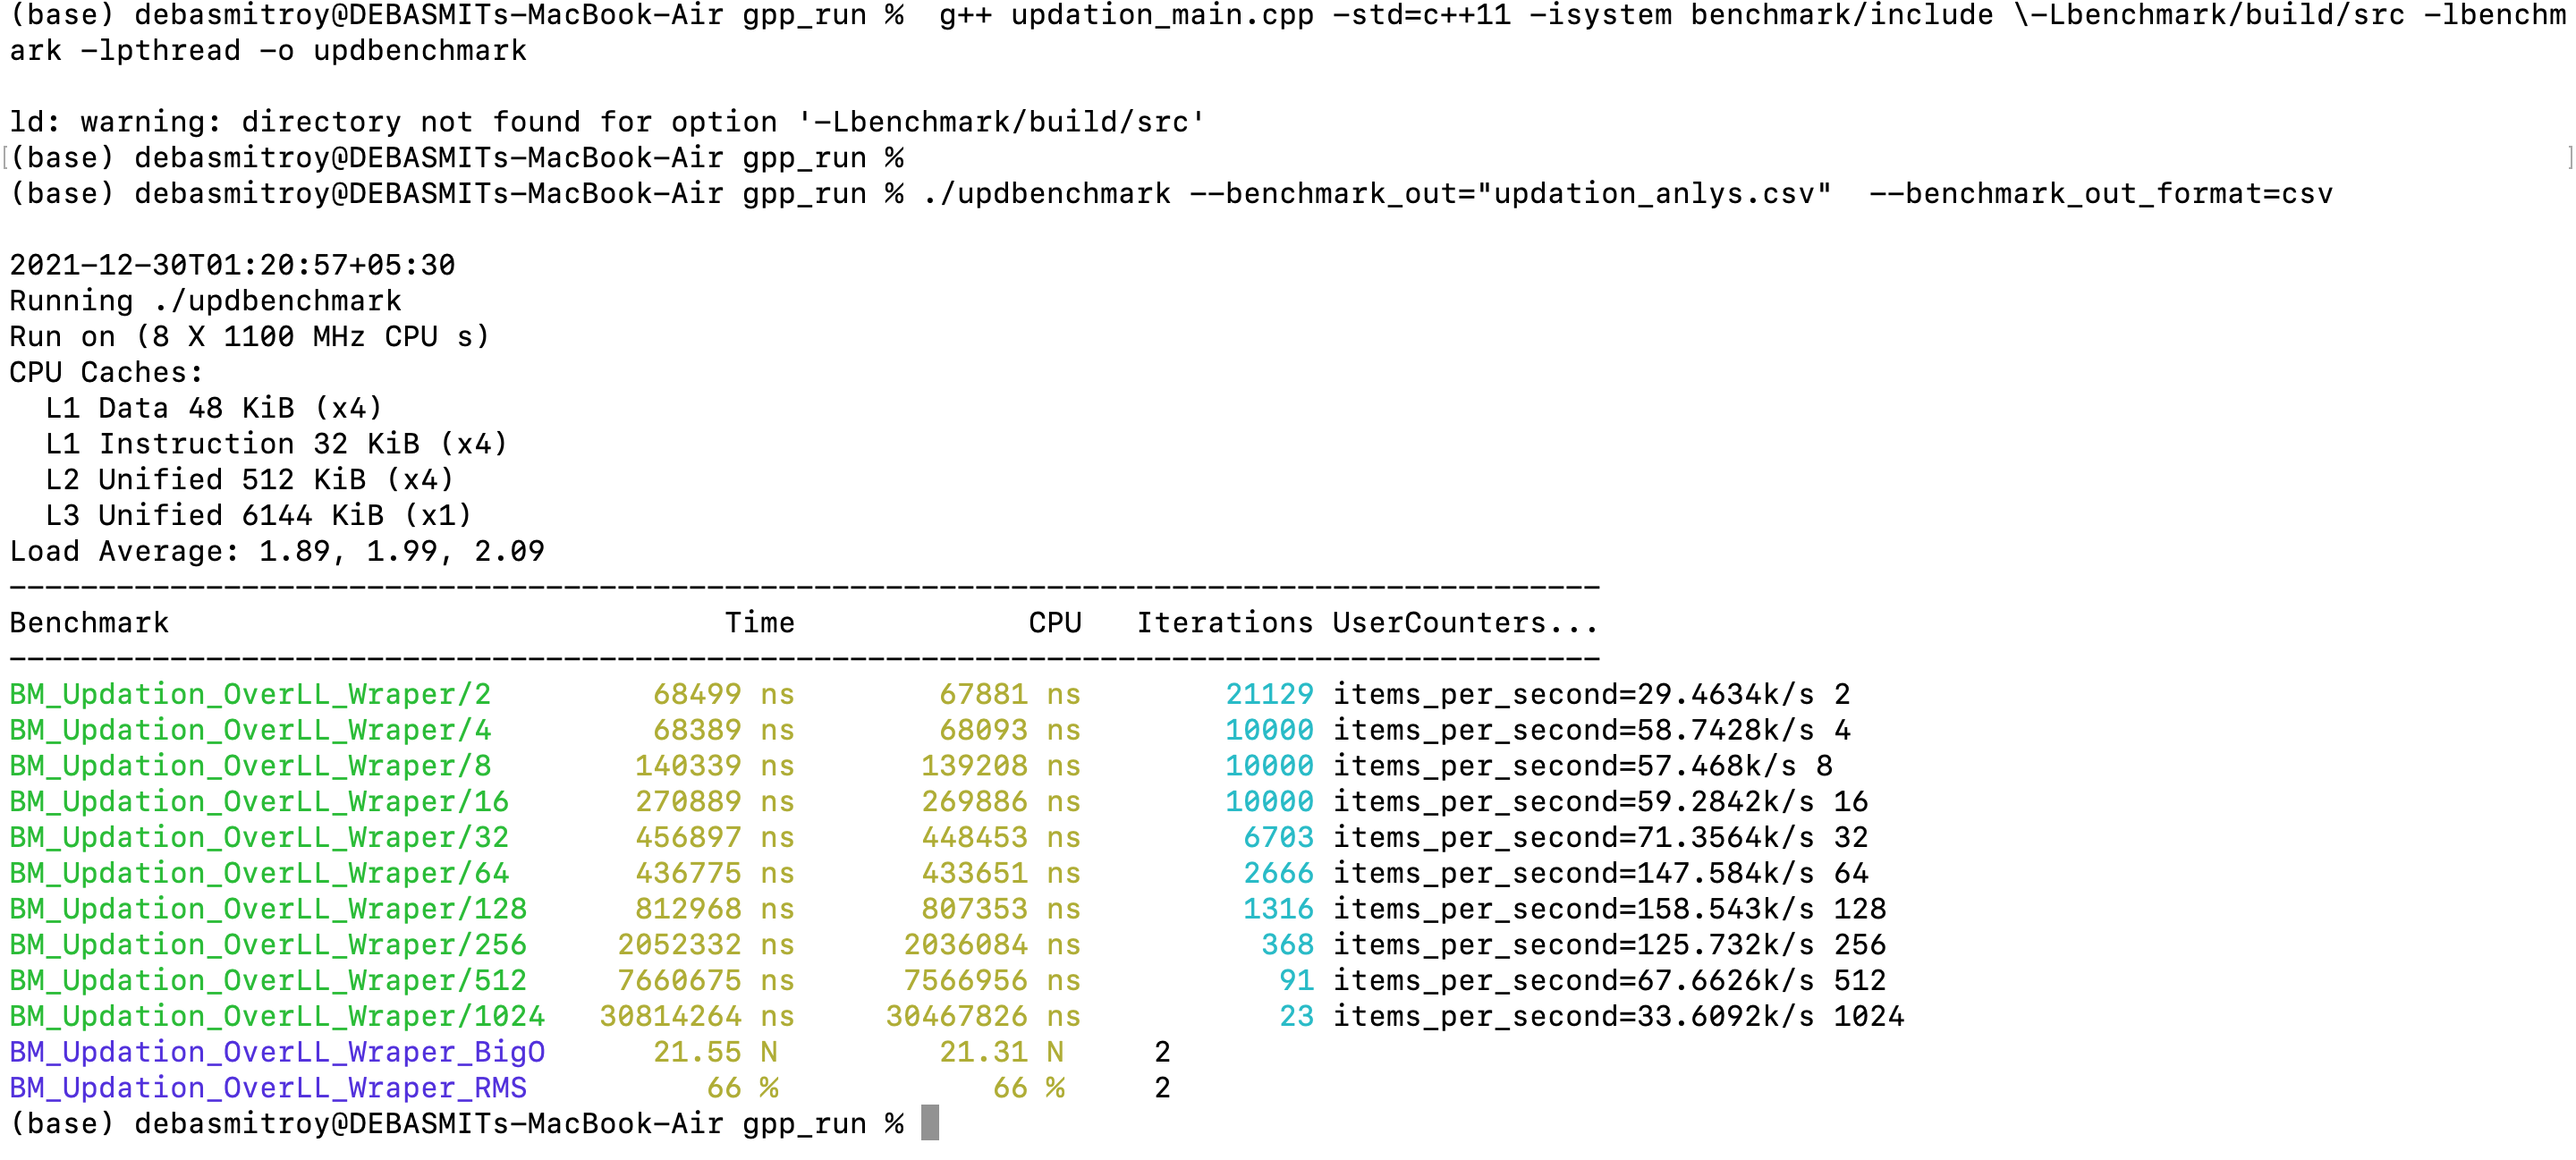 (base) debasmitroy@DEBASMITs-MacBook-Air gpp_run %  g++ updation_main.cpp -std=c++11 -isystem benchmark/include \-Lbenchmark/build/src -lbenchm
ark -lpthread -o updbenchmark
ld: warning: directory not found for option '-Lbenchmark/build/src'
[(base) debasmitroy@DEBASMITs-MacBook-Air gpp_run % ]
(base) debasmitroy@DEBASMITs-MacBook-Air gpp_run % ./updbenchmark --benchmark_out="updation_anlys.csv"  --benchmark_out_format=csv
2021-12-30T01:20:57+05:30
Running ./updbenchmark
Run on (8 X 1100 MHz CPU s)
CPU Caches:
  L1 Data 48 KiB (x4)
  L1 Instruction 32 KiB (x4)
  L2 Unified 512 KiB (x4)
  L3 Unified 6144 KiB (x1)
Load Average: 1.89, 1.99, 2.09
-----------------------------------------------------------------------------------------
Benchmark                               Time             CPU   Iterations UserCounters...
-----------------------------------------------------------------------------------------
BM_Updation_OverLL_Wraper/2         68499 ns        67881 ns        21129 items_per_second=29.4634k/s 2
BM_Updation_OverLL_Wraper/4         68389 ns        68093 ns        10000 items_per_second=58.7428k/s 4
BM_Updation_OverLL_Wraper/8        140339 ns       139208 ns        10000 items_per_second=57.468k/s 8
BM_Updation_OverLL_Wraper/16       270889 ns       269886 ns        10000 items_per_second=59.2842k/s 16
BM_Updation_OverLL_Wraper/32       456897 ns       448453 ns         6703 items_per_second=71.3564k/s 32
BM_Updation_OverLL_Wraper/64       436775 ns       433651 ns         2666 items_per_second=147.584k/s 64
BM_Updation_OverLL_Wraper/128      812968 ns       807353 ns         1316 items_per_second=158.543k/s 128
BM_Updation_OverLL_Wraper/256     2052332 ns      2036084 ns          368 items_per_second=125.732k/s 256
BM_Updation_OverLL_Wraper/512     7660675 ns      7566956 ns           91 items_per_second=67.6626k/s 512
BM_Updation_OverLL_Wraper/1024   30814264 ns     30467826 ns           23 items_per_second=33.6092k/s 1024
BM_Updation_OverLL_Wraper_BigO      21.55 N         21.31 N     2
BM_Updation_OverLL_Wraper_RMS          66 %            66 %     2
(base) debasmitroy@DEBASMITs-MacBook-Air gpp_run %